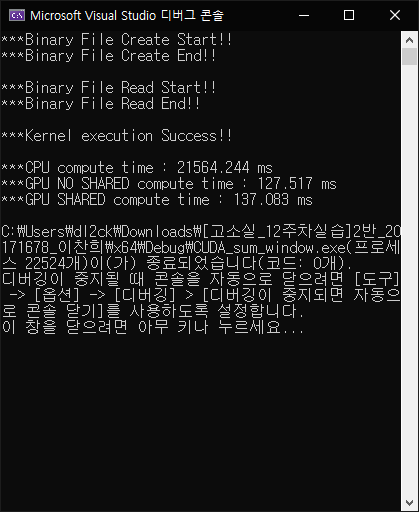 Microsoft Visual Studio 디버그 콘솔
***Binary File Create Start!!
***Binary File Create End!!
***Binary File Read Start!!
***Binary File Read End!!
***Kernel execution Success!!
***CPU compute time : 21564.244 ms
***GPU NO SHARED compute time : 127.517 ms
***GPU SHARED compute time : 137.083 ms
C:₩Users₩dl2ck₩Downloads₩[고소실_12주차실습]2반_20
171678_이찬희₩x64₩Debug₩CUDA_sum_window.exe(프로세
스 22524개)이(가) 종료되었습니다(코드: 0개).
디버깅이 중지될 때 콘솔을 자동으로 닫으려면 [도구]
-> [옵션] -> [디버깅] > [디버깅이 중지되면 자동으
로 콘솔 닫기]를 사용하도록 설정합니다.
이 창을 닫으려면 아무 키나 누르세요...